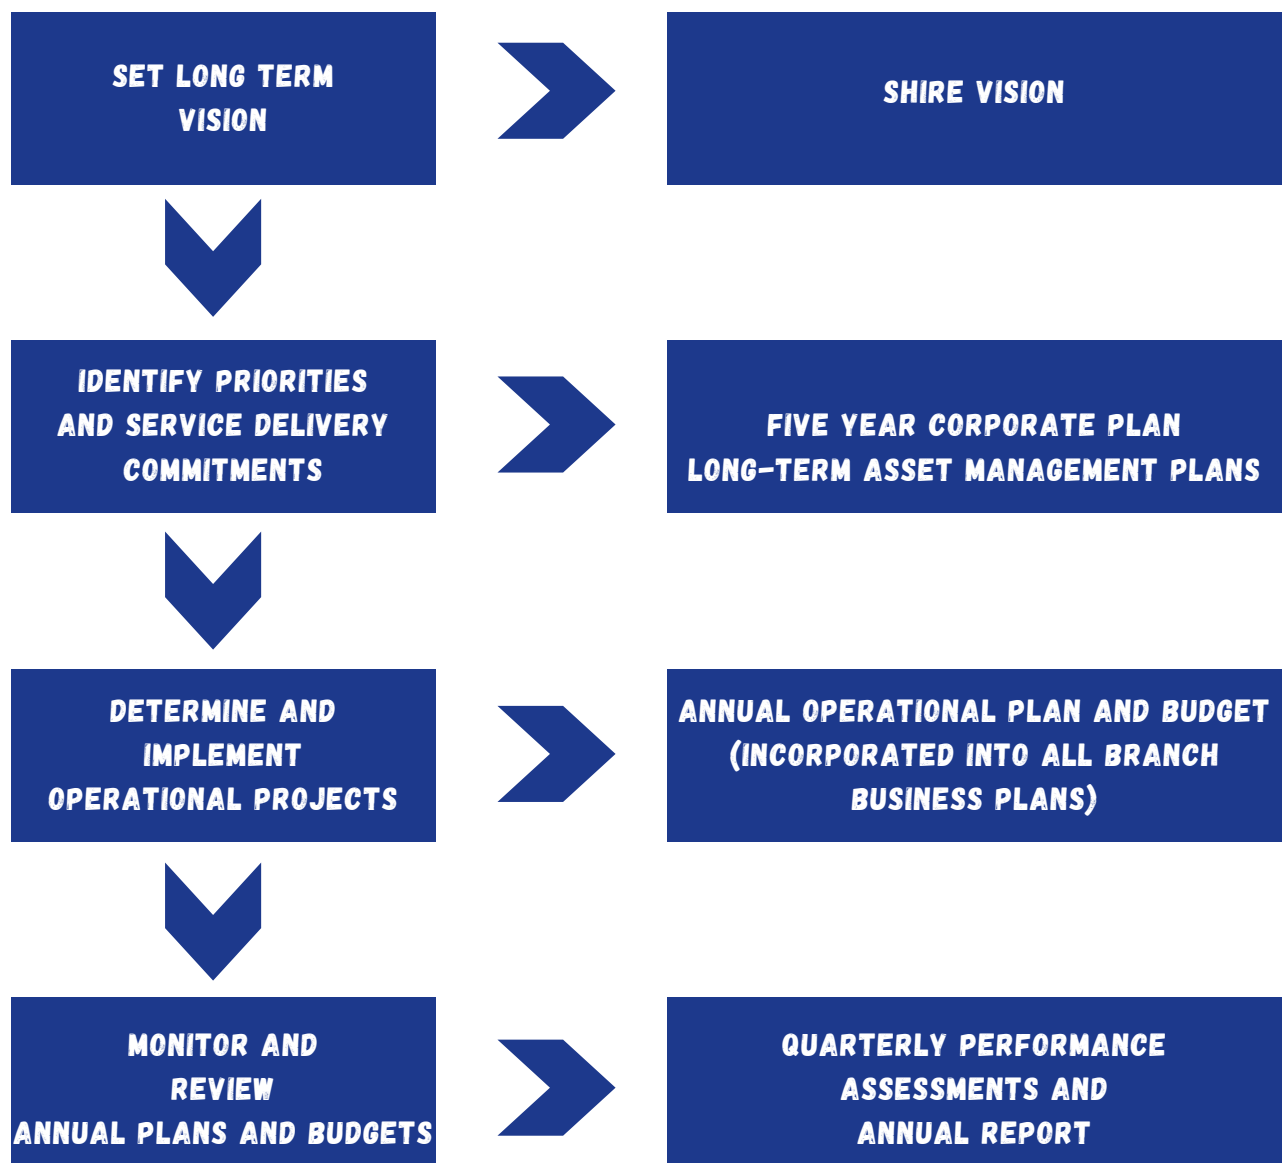 SET LONG TERM
VISION
SHIRE VISION
IDENTIFY PRIORITIES
AND SERVICE DELIVERY
COMMITMENTS
FIVE YEAR CORPORATE PLAN
LONG-TERM ASSET MANAGEMENT PLANS
DETERMINE AND
IMPLEMENT
OPERATIONAL PROJECTS
ANNUAL OPERATIONAL PLAN AND BUDGET
(INCORPORATED INTO ALL BRANCH
BUSINESS PLANS)
MONITOR AND
REVIEW
ANNUAL PLANS AND BUDGETS
QUARTERLY PERFORMANCE
ASSESSMENTS AND
ANNUAL REPORT